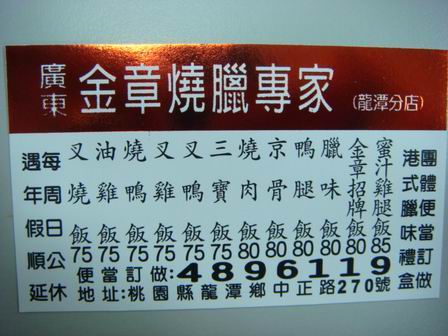 廣東
金章燒臘專家
(龍潭分店)
團體便當訂做
港式臘味禮盒
蜜汁雞腿飯85
金章招牌飯80
臘味飯80
鴨腿飯80
京骨飯80
燒肉飯80
三寶飯75
叉鴨飯75
叉雞飯75
燒鴨飯75
油雞飯75
叉燒飯75
每周日公休
遇年假日順延
便當訂做:4896119
地址:桃園縣龍潭鄉中正路270號